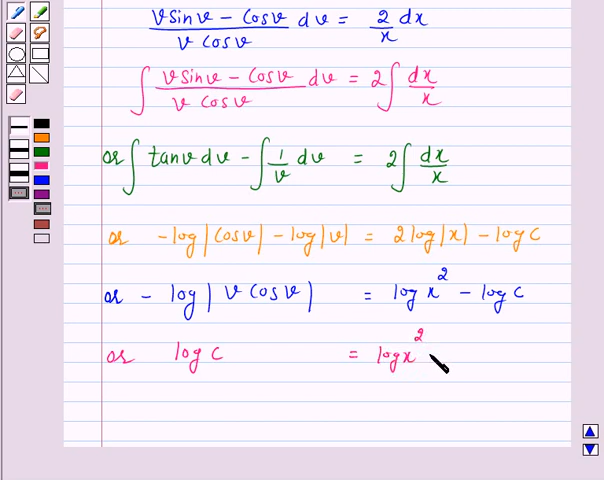 v sin v - cos v / v cos v dv = 2/x dx
∫ v sin v - cos v / v cos v dv = 2 ∫ dx/x
or ∫ tan v dv - ∫ 1/v dv = 2 ∫ dx/x
or - log |cos v| - log |v| = 2 log |x| - log C
or - log | v cos v | = log x² - log C
or log C = log x²